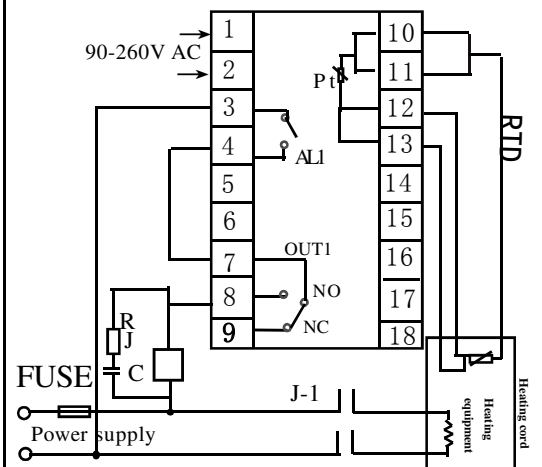 90-260V AC
1
2
3
4
5
6
7
8
9
10
11
12
13
14
15
16
17
18
Pt
AL1
OUT1
NO
NC
RTD
R
J
C
FUSE
J-1
Power supply
Heating equipment
Heating cord